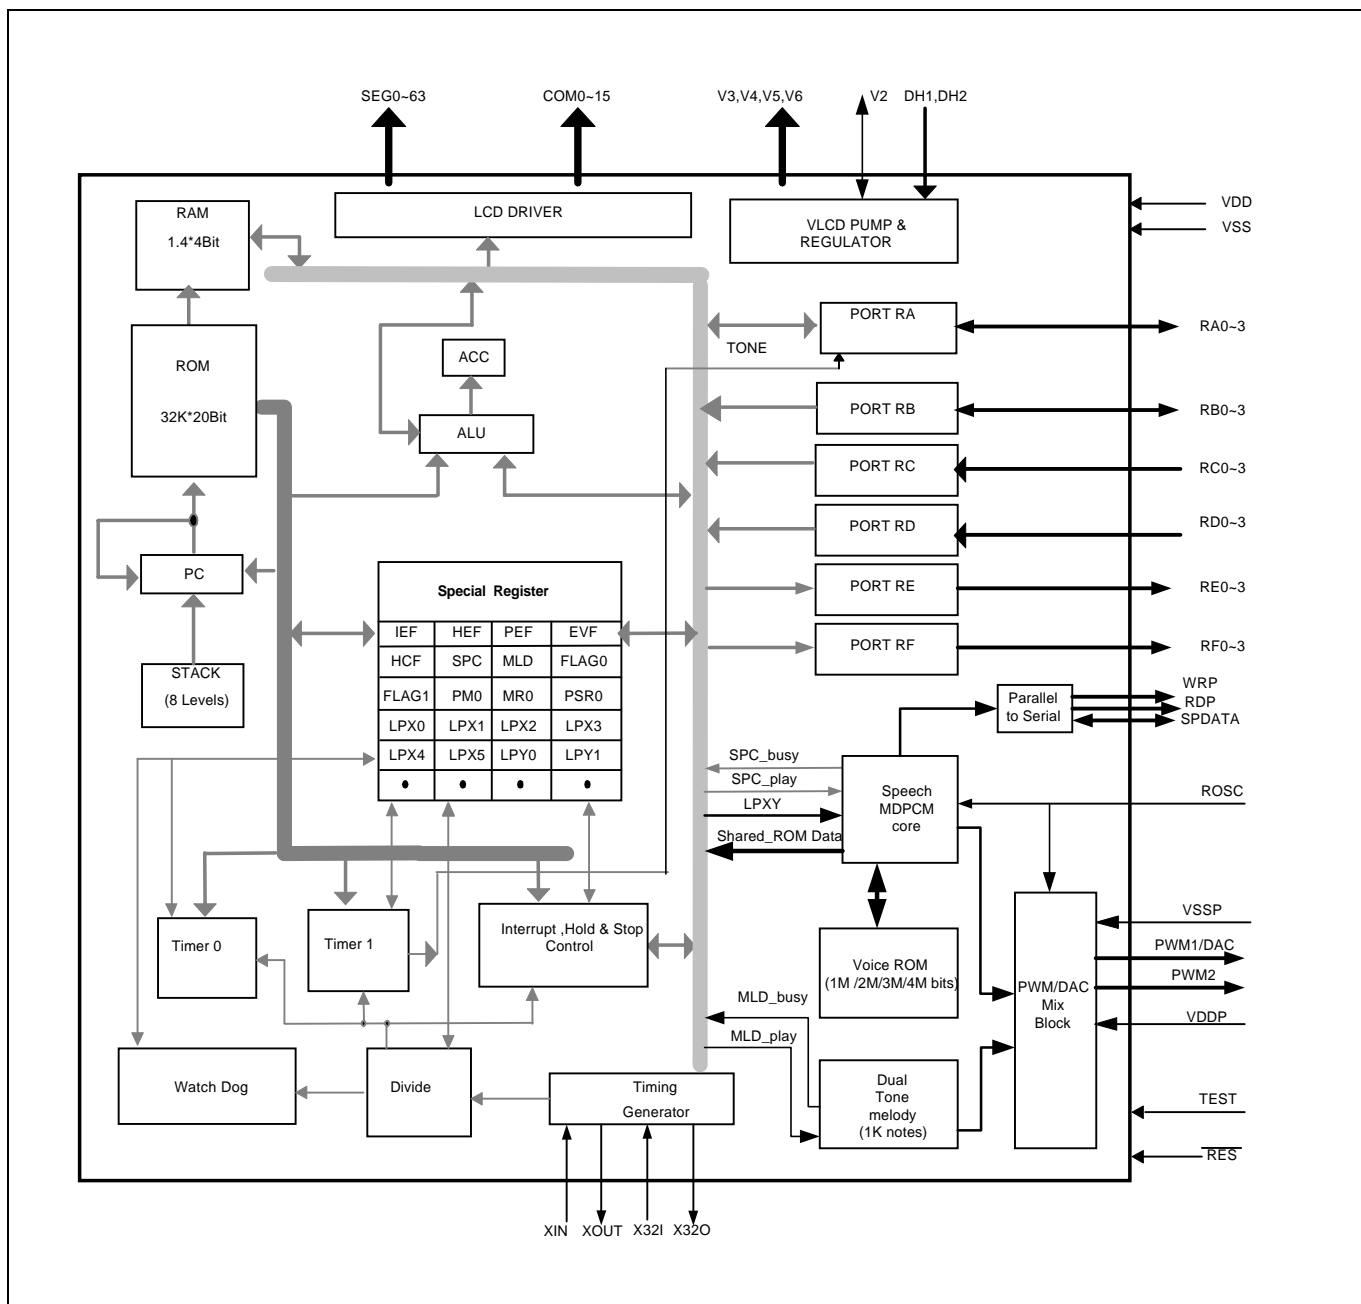 SEG0~63 COM0~15 V3,V4,V5,V6 V2 DH1,DH2
RAM
1.4*4Bit
LCD DRIVER
VLCD PUMP &
REGULATOR
VDD
VSS
ROM
32K*20Bit
ACC
ALU
TONE
PORT RA
RA0~3
PORT RB
RB0~3
PORT RC
RC0~3
PORT RD
RD0~3
PORT RE
RE0~3
PORT RF
RF0~3
PC
STACK
(8 Levels)
Special Register
IEF HEF PEF EVF
HCF SPC MLD FLAG0
FLAG1 PM0 MR0 PSR0
LPX0 LPX1 LPX2 LPX3
LPX4 LPX5 LPY0 LPY1
Parallel
to Serial
WRP
RDP
SPDATA
SPC_busy
SPC_play
LPXY
Shared_ROM Data
Speech
MDPCM
core
ROSC
Timer 0
Timer 1
Interrupt ,Hold & Stop
Control
Voice ROM
(1M /2M/3M/4M bits)
PWM/DAC
Mix
Block
VSSP
PWM1/DAC
PWM2
VDDP
MLD_busy
MLD_play
Watch Dog
Divide
Timing
Generator
Dual
Tone
melody
(1K notes)
TEST
RES
XIN XOUT X32I X32O